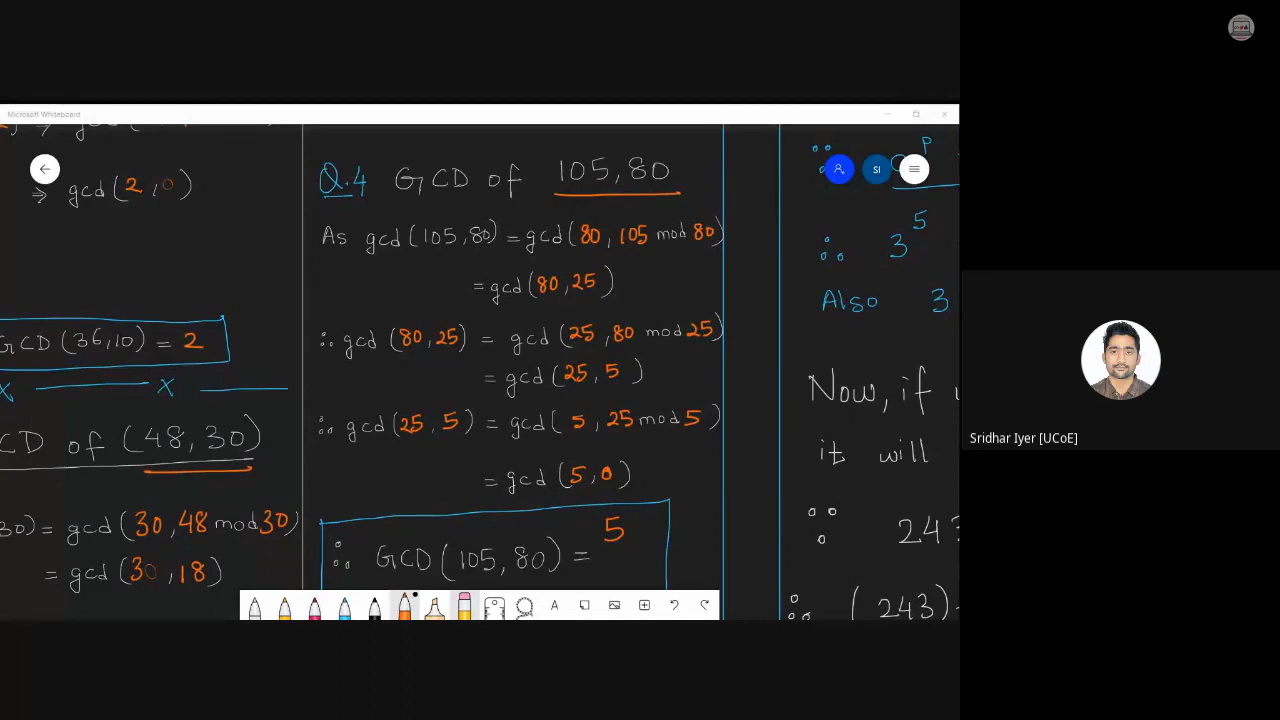 Microsoft Whiteboard
⇒ gcd(2,0)
GCD(36,10) = 2
X X
CD of (48,30)
30) = gcd(30,48 mod 30)
= gcd(30,18)
Q.4 GCD of 105,80
As gcd(105,80) = gcd(80,105 mod 80)
= gcd(80,25)
∴ gcd(80,25) = gcd(25,80 mod 25)
= gcd(25,5)
∴ gcd(25,5) = gcd(5,25 mod 5)
= gcd(5,0)
∴ GCD(105,80) = 5
SI
p
∴ 3^5
Also 3
Now, if
it will
∵ 243
∴ (243)
A
Sridhar Iyer [UCoE]